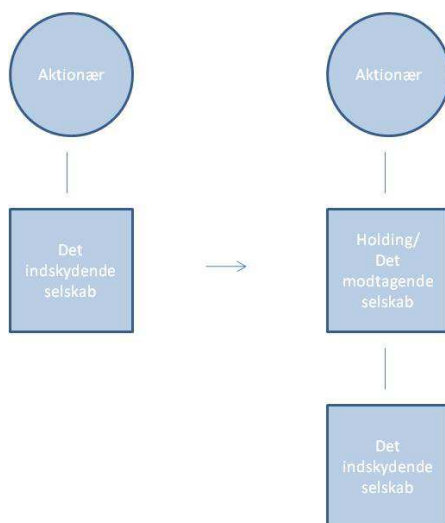 Aktionær
Det
indskydende
selskab
Aktionær
Holding/
Det
modtagende
selskab
Det
indskydende
selskab